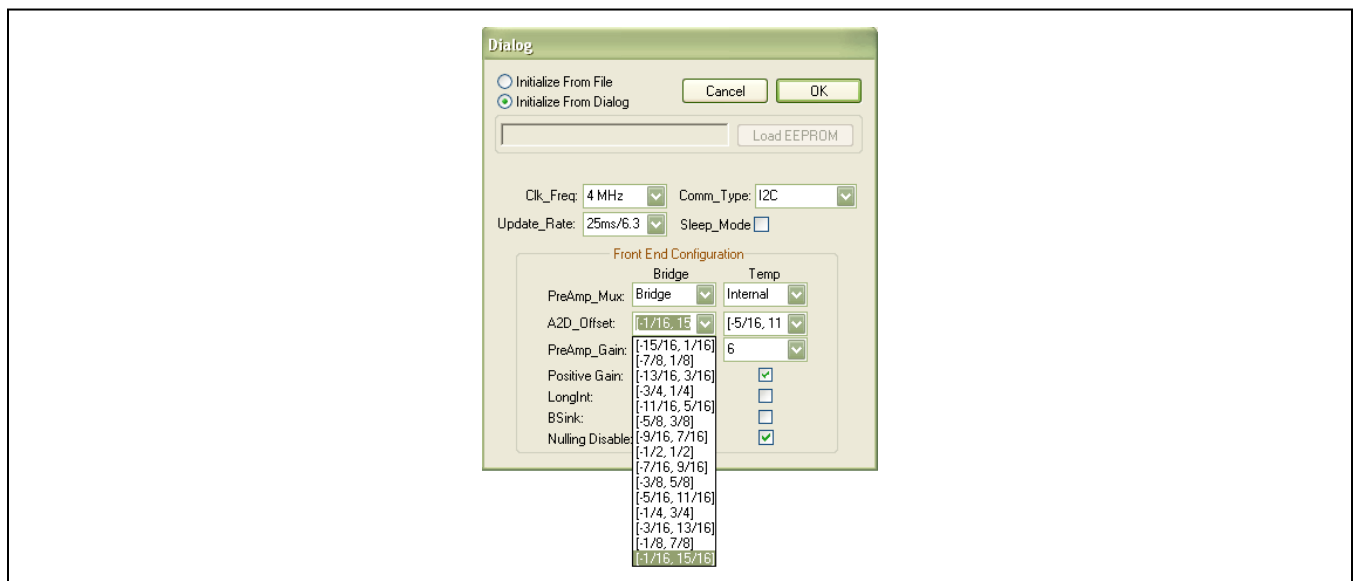 Dialog
Initialize From File
Initialize From Dialog
Cancel
OK
Load EEPROM
Clk_Freq: 4 MHz Comm_Type: I2C
Update_Rate: 25ms/6.3 Sleep_Mode
Front End Configuration
Bridge Temp
PreAmp_Mux: Bridge Internal
A2D_Offset: [-1/16, 15 [-5/16, 11
PreAmp_Gain: 6
Positive Gain:
LongInt:
BSink:
Nulling Disable:
[-15/16, 1/16]
[-7/8, 1/8]
[-13/16, 3/16]
[-3/4, 1/4]
[-11/16, 5/16]
[-5/8, 3/8]
[-9/16, 7/16]
[-1/2, 1/2]
[-7/16, 9/16]
[-3/8, 5/8]
[-5/16, 11/16]
[-1/4, 3/4]
[-3/16, 13/16]
[-1/8, 7/8]
[-1/16, 15/16]